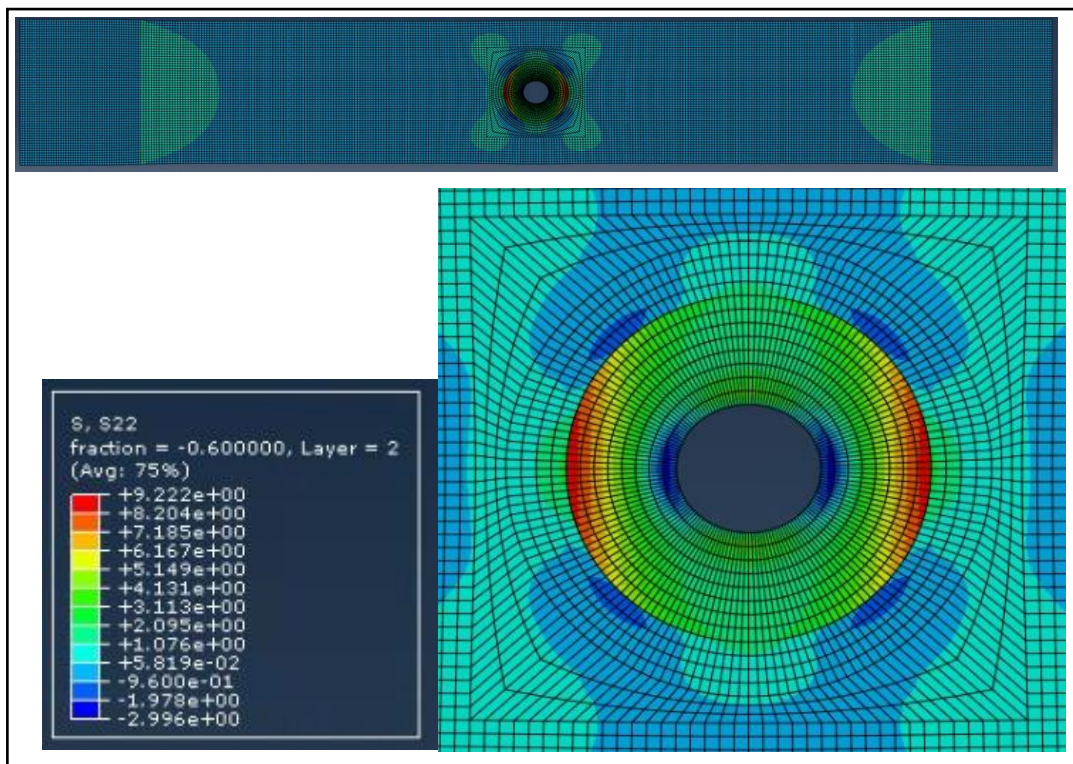 S, S22
fraction = -0.600000, Layer = 2
(Avg: 75%)
+9.222e+00
+8.204e+00
+7.185e+00
+6.167e+00
+5.149e+00
+4.131e+00
+3.113e+00
+2.095e+00
+1.076e+00
+5.819e-02
-9.600e-01
-1.978e+00
-2.996e+00